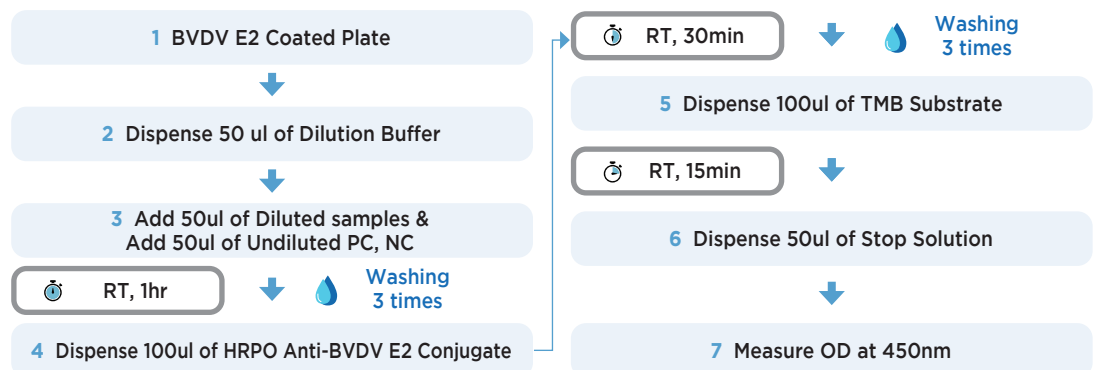 1 BVDV E2 Coated Plate
2 Dispense 50 ul of Dilution Buffer
3 Add 50ul of Diluted samples &
Add 50ul of Undiluted PC, NC
RT, 1hr
Washing
3 times
4 Dispense 100ul of HRPO Anti-BVDV E2 Conjugate
RT, 30min
Washing
3 times
5 Dispense 100ul of TMB Substrate
RT, 15min
6 Dispense 50ul of Stop Solution
7 Measure OD at 450nm